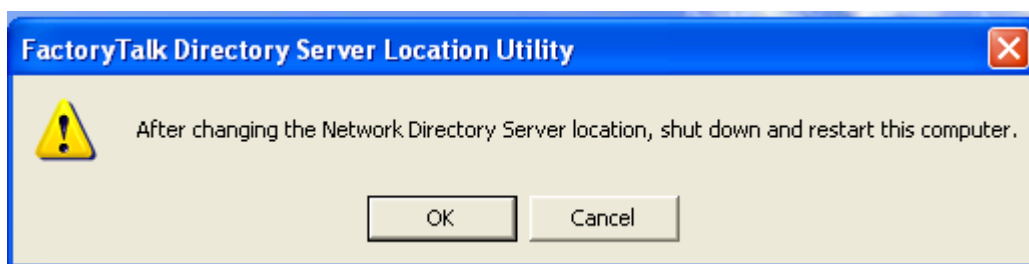 FactoryTalk Directory Server Location Utility
After changing the Network Directory Server location, shut down and restart this computer.
OK
Cancel